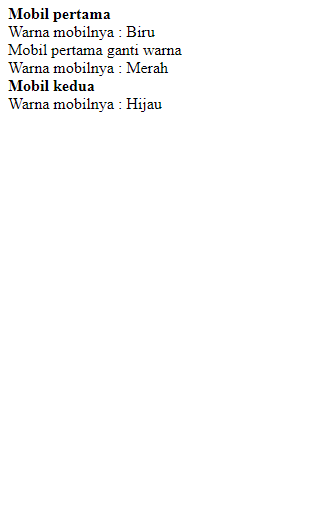 Mobil pertama
Warna mobilnya : Biru
Mobil pertama ganti warna
Warna mobilnya : Merah
Mobil kedua
Warna mobilnya : Hijau